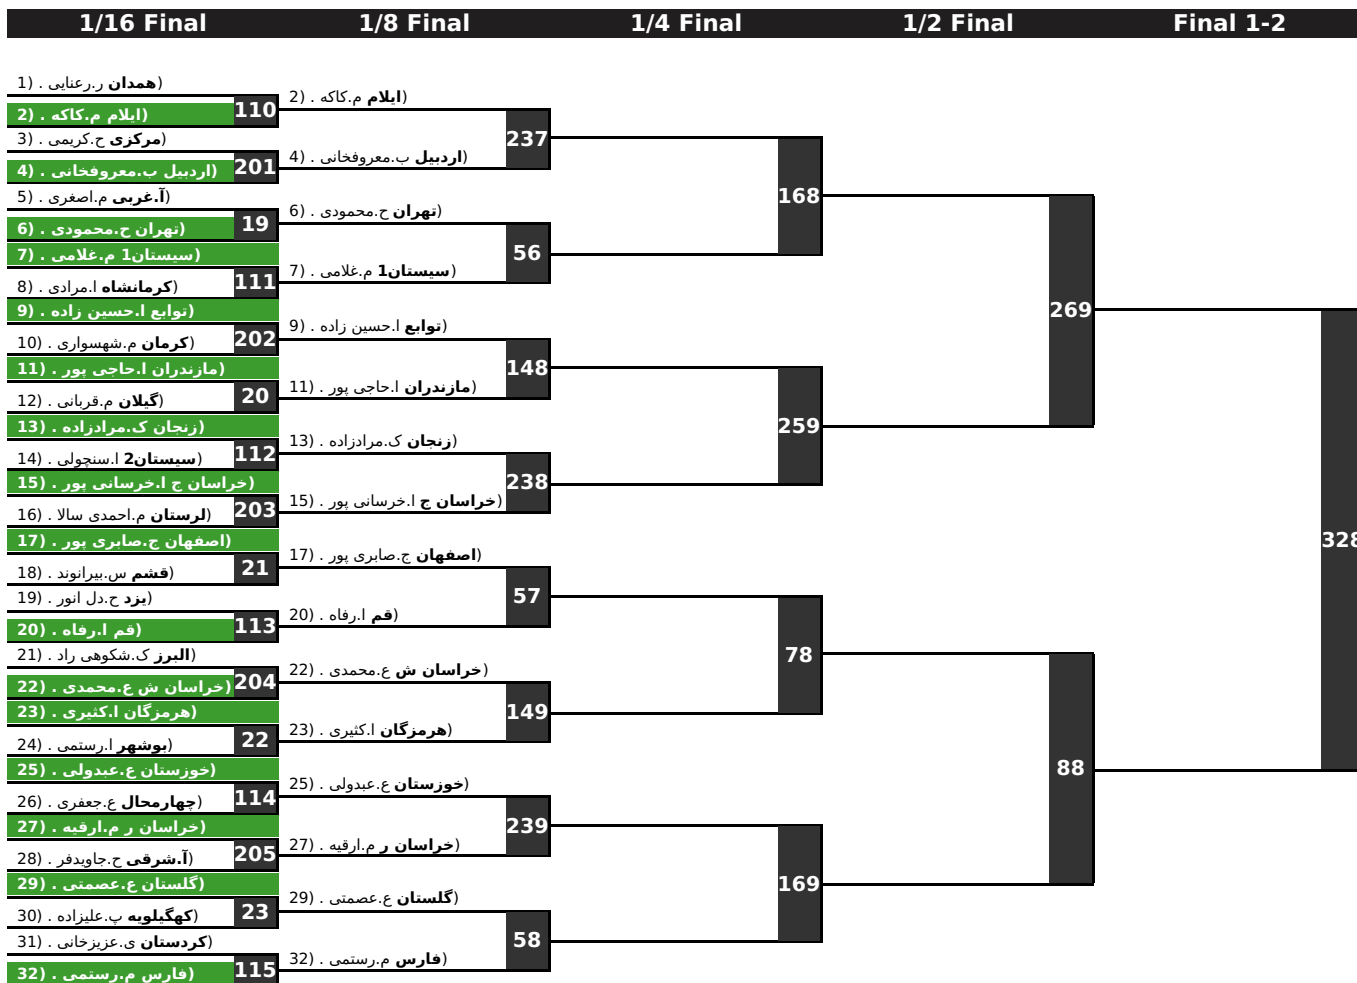 1/16 Final 1/8 Final 1/4 Final 1/2 Final Final 1-2
1) . همدان ر.رعنایی)
2) . ایلام م.کاکه)
110
3) . مرکزی ح.کریمی)
4) . اردبیل ب.معروفخانی)
201
5) . آ.غربی م.اصغری)
6) . تهران ح.محمودی)
19
7) . سیستان1 م.غلامی)
8) . کرمانشاه ا.مرادی)
111
9) . توابع ا.حسین زاده)
10) . کرمان م.شهسواری)
202
11) . مازندران ا.حاجی پور)
12) . گیلان م.قربانی)
20
13) . زنجان ک.مرادزاده)
14) . سیستان2 ا.سنچولی)
112
15) . خراسان ج ا.خرسانی پور)
16) . لرستان م.احمدی سالا)
203
17) . اصفهان ج.صابری پور)
18) . قشم س.بیرانوند)
21
19) . یزد ح.دل انور)
20) . قم ا.رفاه)
113
21) . البرز ک.شکوهی راد)
22) . خراسان ش ع.محمدی)
204
23) . هرمزگان ا.کثیری)
24) . بوشهر ا.رستمی)
22
25) . خوزستان ع.عبدولی)
26) . چهارمحال ع.جعفری)
114
27) . خراسان ر م.ارقیه)
28) . آ.شرقی ح.جاویدفر)
205
29) . گلستان ع.عصمتی)
30) . کهگیلویه پ.علیزاده)
23
31) . کردستان ی.عزیزخانی)
32) . فارس م.رستمی)
115
2) . ایلام م.کاکه)
237
4) . اردبیل ب.معروفخانی)
6) . تهران ح.محمودی)
56
7) . سیستان1 م.غلامی)
9) . توابع ا.حسین زاده)
148
11) . مازندران ا.حاجی پور)
13) . زنجان ک.مرادزاده)
238
15) . خراسان ج ا.خرسانی پور)
17) . اصفهان ج.صابری پور)
57
20) . قم ا.رفاه)
22) . خراسان ش ع.محمدی)
149
23) . هرمزگان ا.کثیری)
25) . خوزستان ع.عبدولی)
239
27) . خراسان ر م.ارقیه)
29) . گلستان ع.عصمتی)
58
32) . فارس م.رستمی)
168
259
78
169
269
88
328